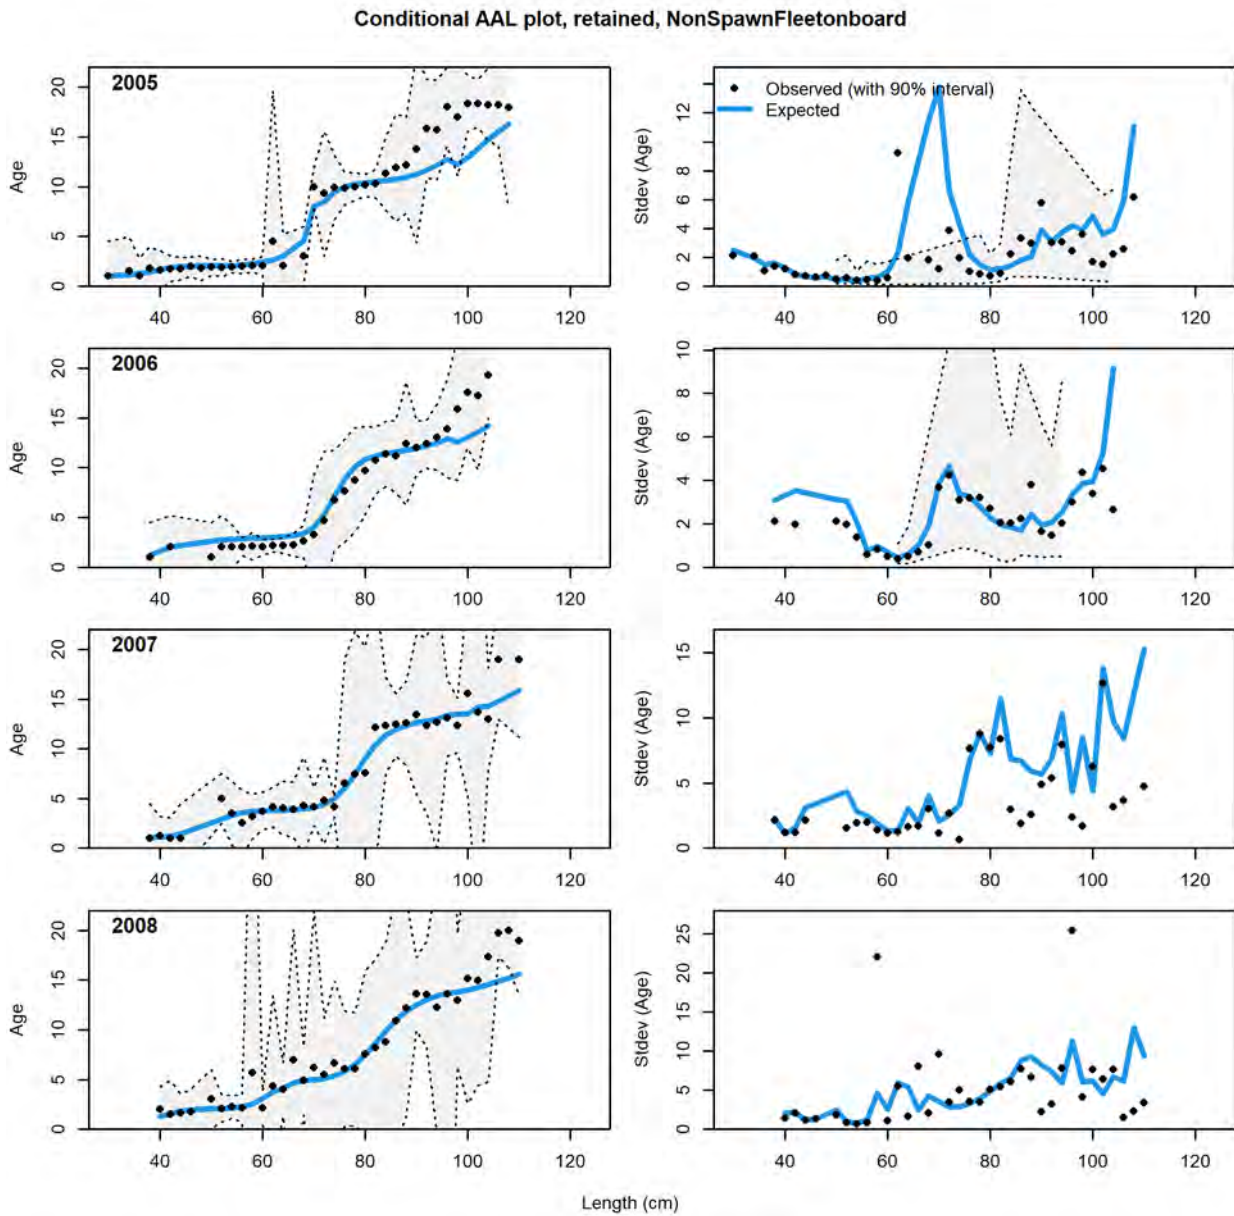 Conditional AAL plot, retained, NonSpawnFleetonboard
2005
Age
0 5 10 15 20
40 60 80 100 120
Stdev (Age)
0 2 4 6 8 12
40 60 80 100 120
Observed (with 90% interval)
Expected
2006
Age
0 5 10 15 20
40 60 80 100 120
Stdev (Age)
0 2 4 6 8 10
40 60 80 100 120
2007
Age
0 5 10 15 20
40 60 80 100 120
Stdev (Age)
0 5 10 15
40 60 80 100 120
2008
Age
0 5 10 15 20
40 60 80 100 120
Stdev (Age)
0 5 10 15 20 25
40 60 80 100 120
Length (cm)